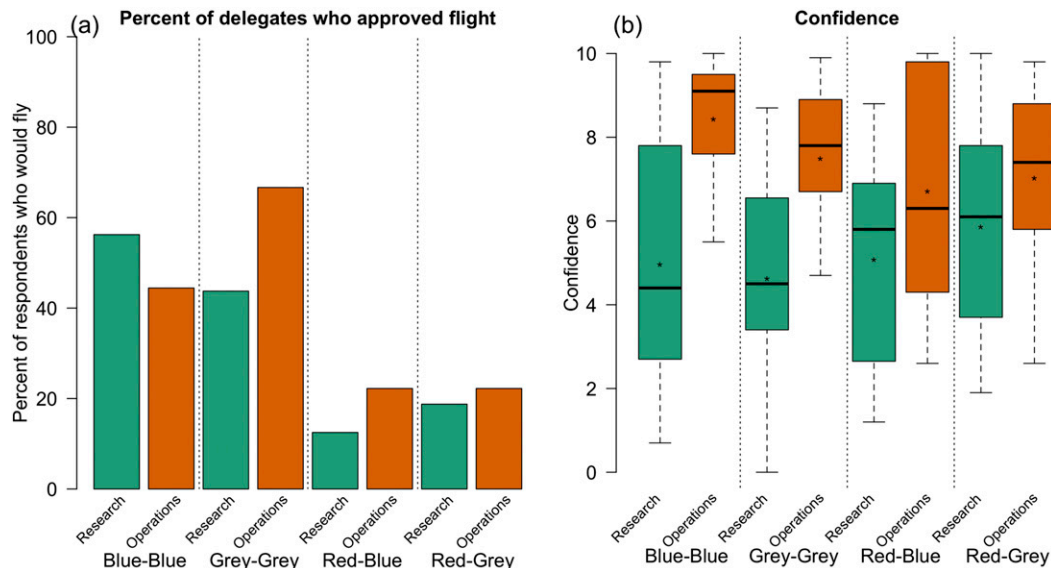 (a) Percent of delegates who approved flight
Percent of respondents who would fly
100
80
60
40
20
0
Research Operations Research Operations Research Operations Research Operations
Blue-Blue Grey-Grey Red-Blue Red-Grey
(b) Confidence
Confidence
10
8
6
4
2
0
Research Operations Research Operations Research Operations Research Operations
Blue-Blue Grey-Grey Red-Blue Red-Grey